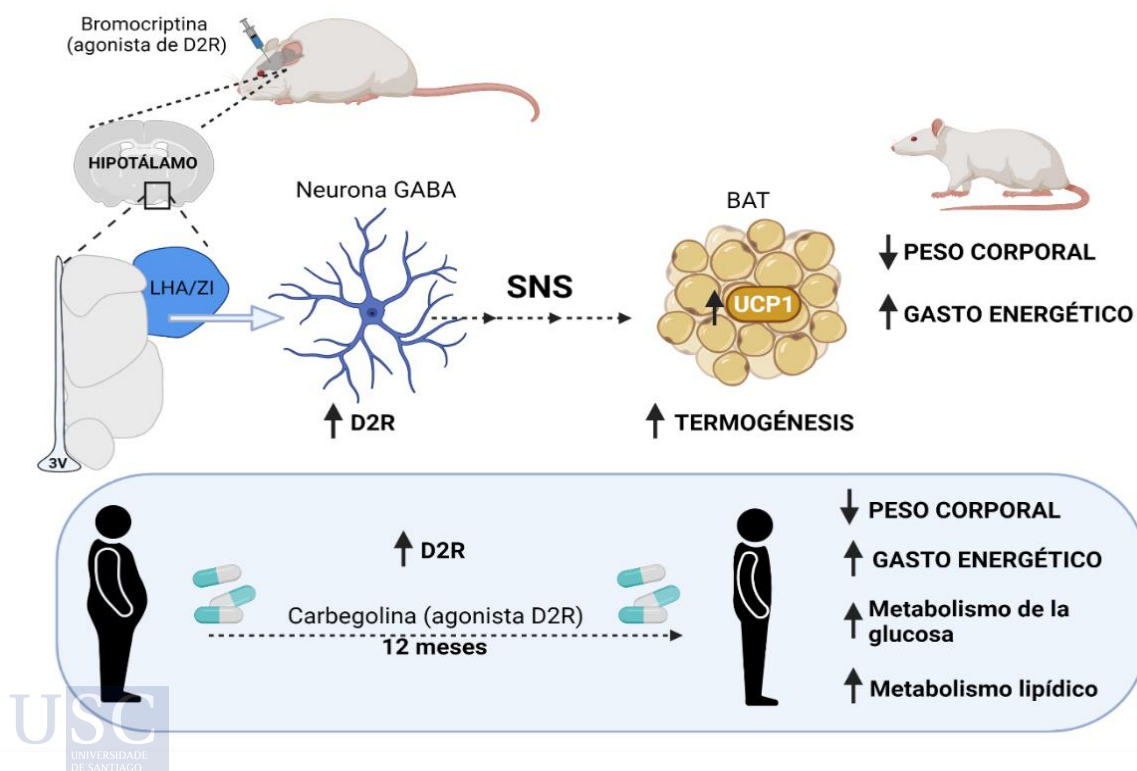 Bromocriptina
(agonista de D2R)
HIPOTÁLAMO
Neurona GABA
BAT
LHA/ZI
SNS
UCP1
PESO CORPORAL
GASTO ENERGÉTICO
D2R
TERMOGÉNESIS
3V
D2R
Carbegolina (agonista D2R)
12 meses
PESO CORPORAL
GASTO ENERGÉTICO
Metabolismo de la
glucosa
Metabolismo lipídico
USC
UNIVERSIDADE
DE SANTIAGO